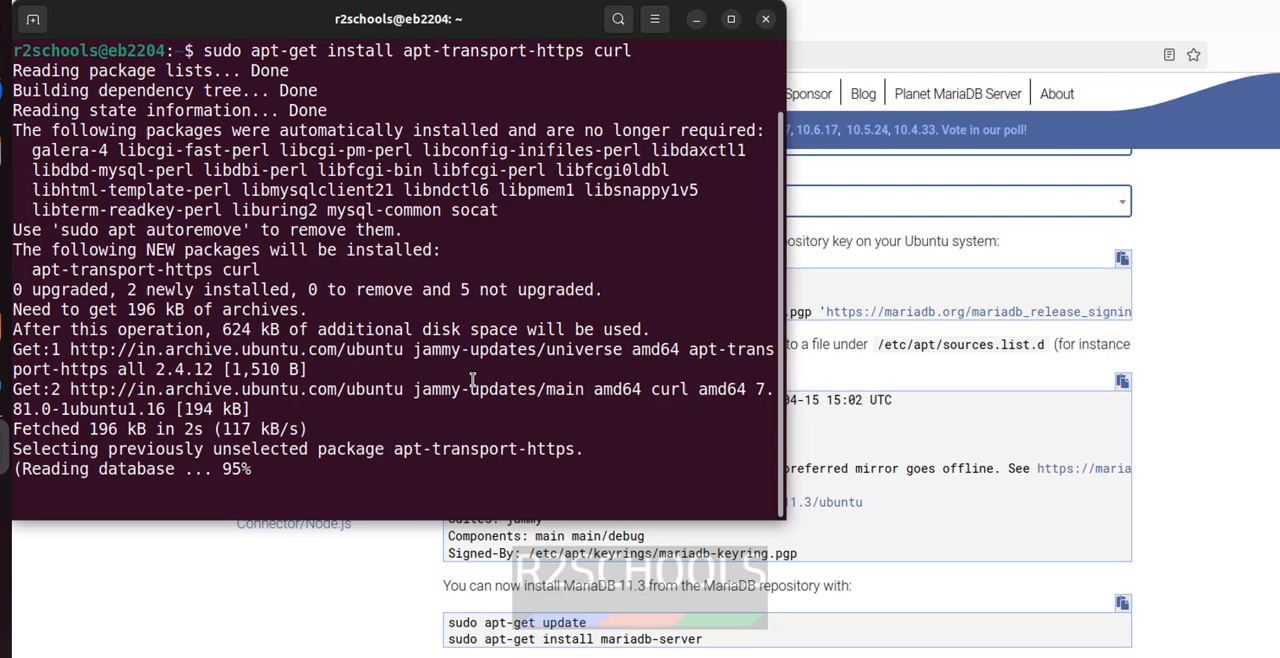 r2schools@eb2204: ~
r2schools@eb2204:~$ sudo apt-get install apt-transport-https curl
Reading package lists... Done
Building dependency tree... Done
Reading state information... Done
The following packages were automatically installed and are no longer required:
galera-4 libcgi-fast-perl libcgi-pm-perl libconfig-inifiles-perl libdaxctl1
libdbd-mysql-perl libdbi-perl libfcgi-bin libfcgi-perl libfcgi0ldbl
libhtml-template-perl libmysqlclient21 libndctl6 libpmem1 libsnappy1v5
libterm-readkey-perl liburing2 mysql-common socat
Use 'sudo apt autoremove' to remove them.
The following NEW packages will be installed:
apt-transport-https curl
0 upgraded, 2 newly installed, 0 to remove and 5 not upgraded.
Need to get 196 kB of archives.
After this operation, 624 kB of additional disk space will be used.
Get:1 http://in.archive.ubuntu.com/ubuntu jammy-updates/universe amd64 apt-trans
port-https all 2.4.12 [1,510 B]
Get:2 http://in.archive.ubuntu.com/ubuntu jammy-updates/main amd64 curl amd64 7.
81.0-1ubuntu1.16 [194 kB]
Fetched 196 kB in 2s (117 kB/s)
Selecting previously unselected package apt-transport-https.
(Reading database ... 95%
Sponsor Blog Planet MariaDB Server About
7, 10.6.17, 10.5.24, 10.4.33. Vote in our poll!
pository key on your Ubuntu system:
.pgp 'https://mariadb.org/mariadb_release_signin
to a file under /etc/apt/sources.list.d (for instance
04-15 15:02 UTC
preferred mirror goes offline. See https://maria
11.3/ubuntu
Connector/Node.js
Suites: jammy
Components: main main/debug
Signed-By: /etc/apt/keyrings/mariadb-keyring.pgp
R2SCHOOLS
You can now install MariaDB 11.3 from the MariaDB repository with:
sudo apt-get update
sudo apt-get install mariadb-server